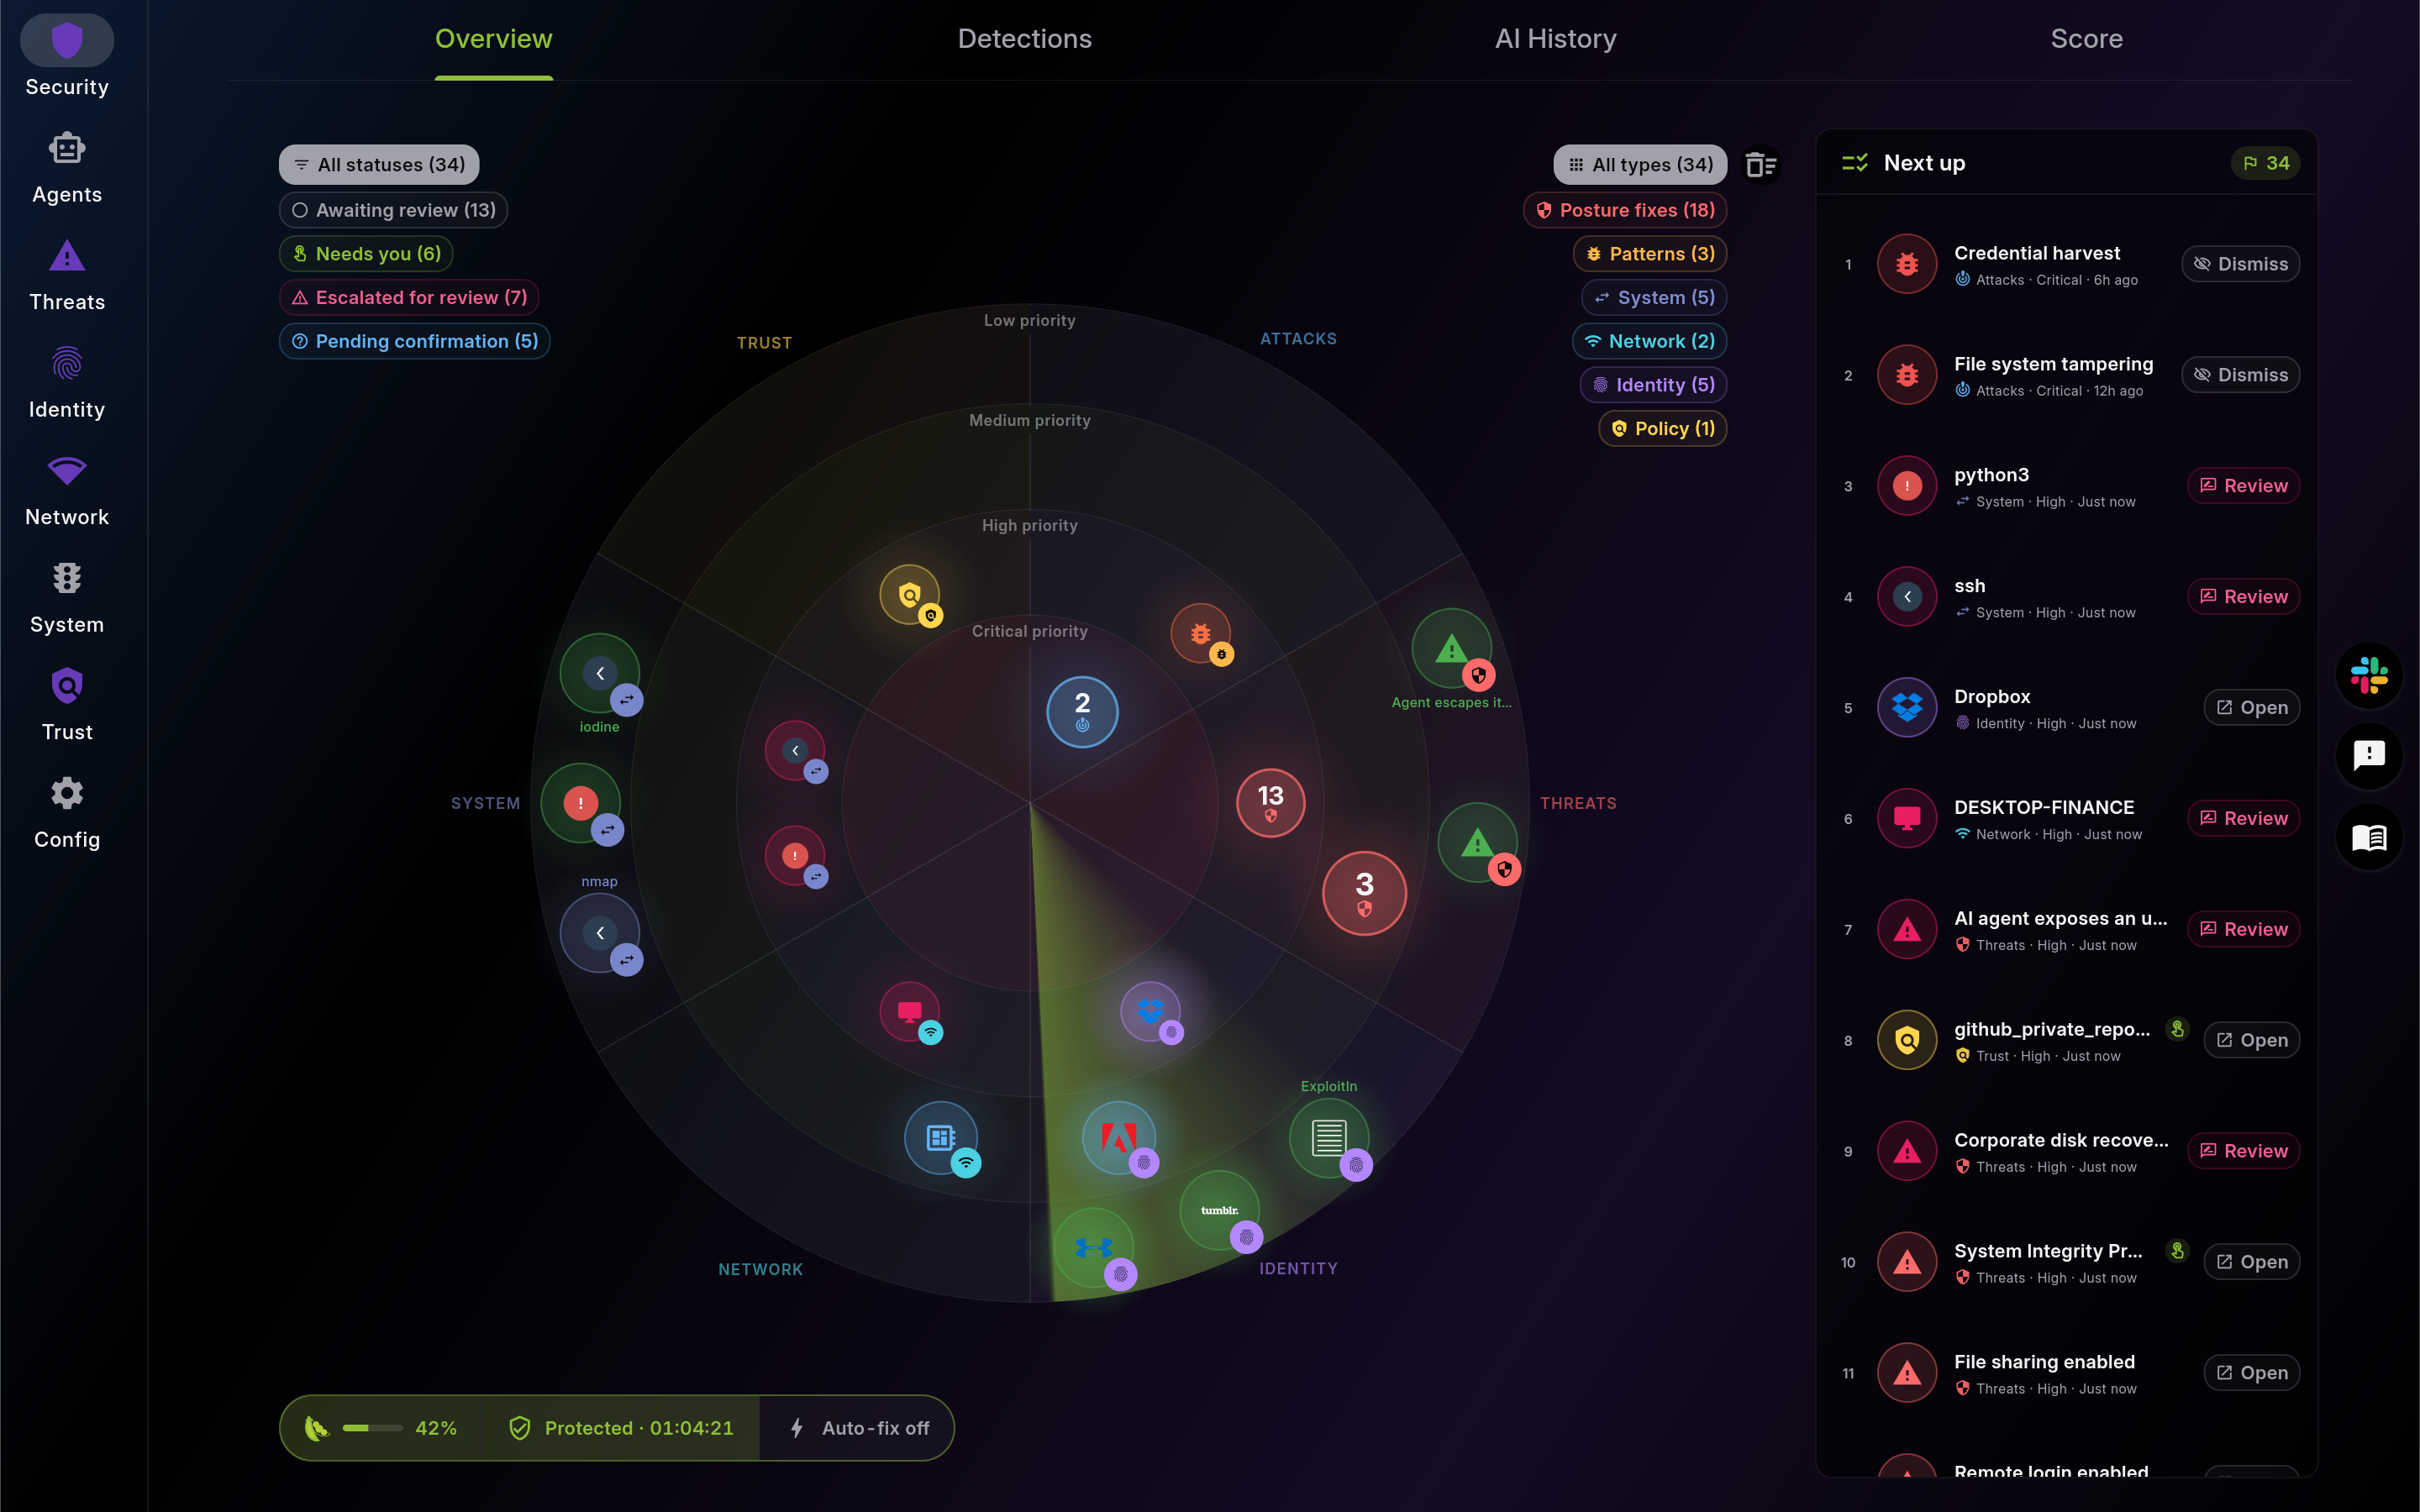 Overview
Detections
AI History
Score
Security
Agents
Threats
Identity
Network
System
Trust
Config
All statuses (34)
Awaiting review (13)
Needs you (6)
Escalated for review (7)
Pending confirmation (5)
All types (34)
Posture fixes (18)
Patterns (3)
System (5)
Network (2)
Identity (5)
Policy (1)
Low priority
Medium priority
High priority
Critical priority
TRUST
ATTACKS
SYSTEM
THREATS
NETWORK
IDENTITY
2
13
3
iodine
nmap
Agent escapes it...
ExploitIn
tumblr.
42%
Protected · 01:04:21
Auto-fix off
Next up
34
1
Credential harvest
Attacks · Critical · 6h ago
Dismiss
2
File system tampering
Attacks · Critical · 12h ago
Dismiss
3
python3
System · High · Just now
Review
4
ssh
System · High · Just now
Review
5
Dropbox
Identity · High · Just now
Open
6
DESKTOP-FINANCE
Network · High · Just now
Review
7
AI agent exposes an u...
Threats · High · Just now
Review
8
github_private_repo...
Trust · High · Just now
Open
9
Corporate disk recove...
Threats · High · Just now
Review
10
System Integrity Pr...
Threats · High · Just now
Open
11
File sharing enabled
Threats · High · Just now
Open
Remote login enabled